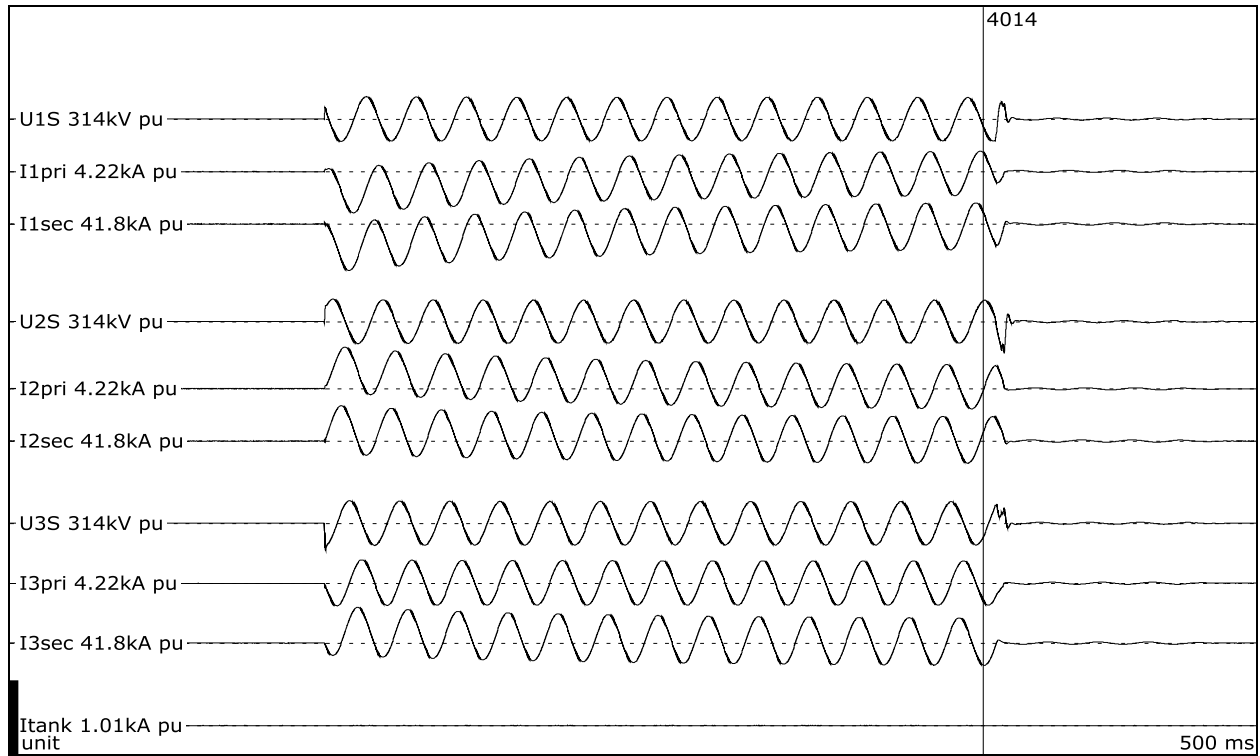 4014
U1S 314kV pu
I1pri 4.22kA pu
I1sec 41.8kA pu
U2S 314kV pu
I2pri 4.22kA pu
I2sec 41.8kA pu
U3S 314kV pu
I3pri 4.22kA pu
I3sec 41.8kA pu
Itank 1.01kA pu
unit 500 ms